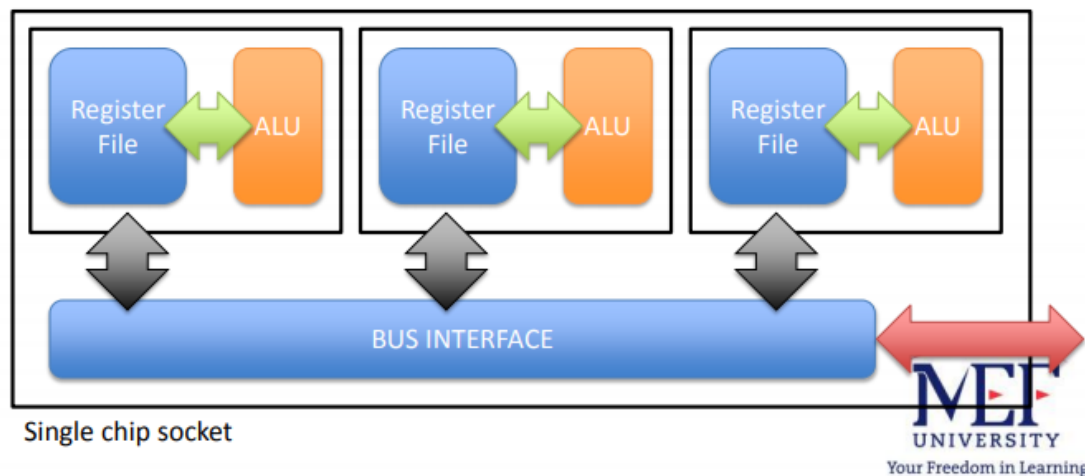 Register
File
ALU
Register
File
ALU
Register
File
ALU
BUS INTERFACE
Single chip socket
MEF
UNIVERSITY
Your Freedom in Learning